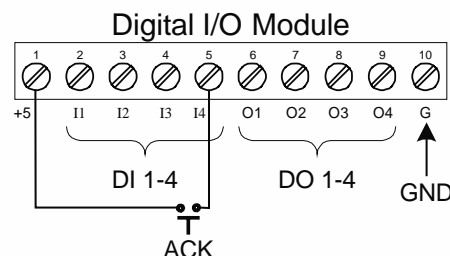 Digital I/O Module
1 2 3 4 5 6 7 8 9 10
+5 I1 I2 I3 I4 O1 O2 O3 O4 G
DI 1-4 DO 1-4 GND
ACK